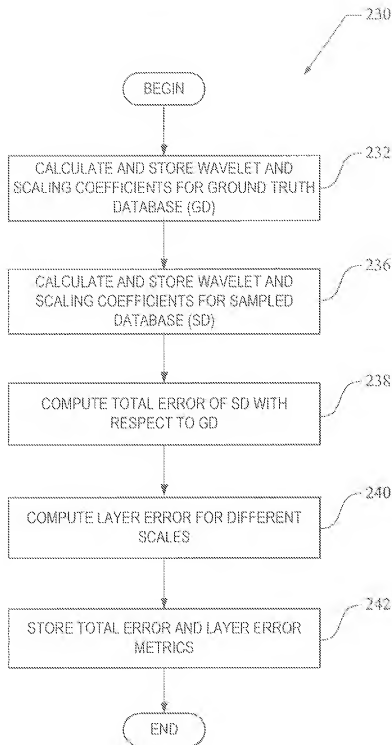 230
BEGIN
232
CALCULATE AND STORE WAVELET AND
SCALING COEFFICIENTS FOR GROUND TRUTH
DATABASE (GD)
236
CALCULATE AND STORE WAVELET AND
SCALING COEFFICIENTS FOR SAMPLED
DATABASE (SD)
238
COMPUTE TOTAL ERROR OF SD WITH
RESPECT TO GD
240
COMPUTE LAYER ERROR FOR DIFFERENT
SCALES
242
STORE TOTAL ERROR AND LAYER ERROR
METRICS
END